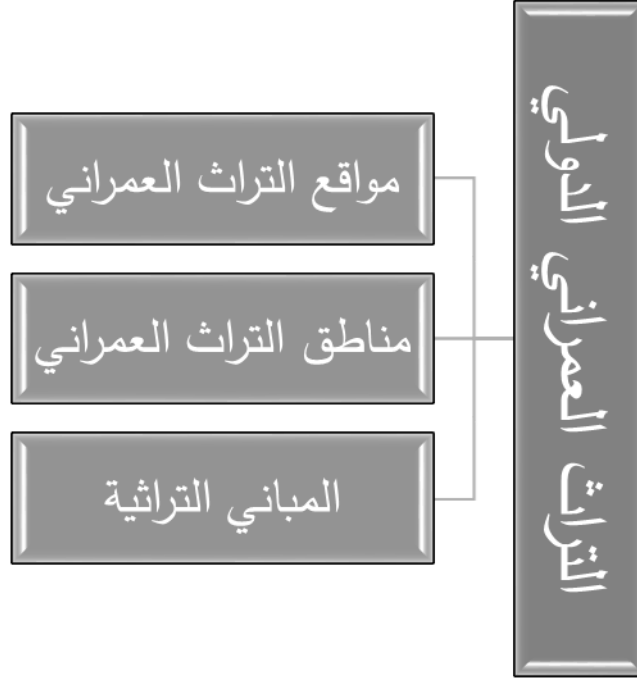 التراث العمراني الدولي
مواقع التراث العمراني
مناطق التراث العمراني
المباني التراثية